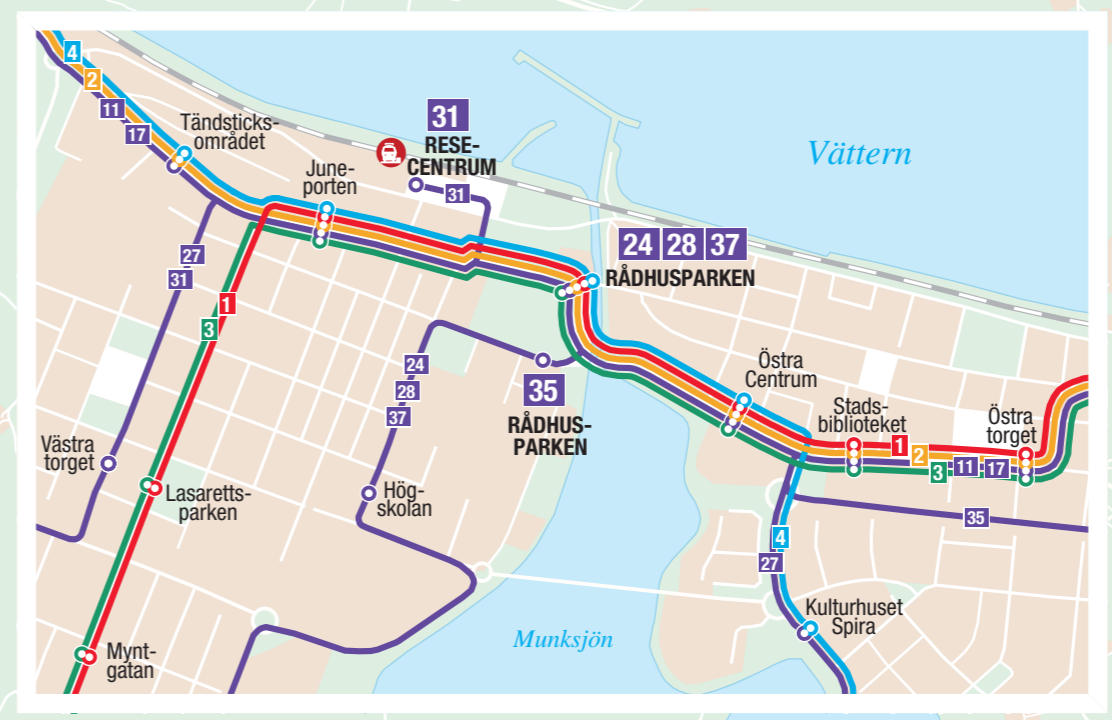 4
2
11
17
Tändsticks-
området
31
RESE-
CENTRUM
31
June-
porten
Vättern
27
31
24 28 37
RÅDHUSPARKEN
1
3
24
28
37
35
RÅDHUS-
PARKEN
Östra
Centrum
Stads-
biblioteket
Östra
torget
1
2
3
11
17
Västra
torget
Lasaretts-
parken
Hög-
skolan
35
4
27
Kulturhuset
Spira
Munksjön
Mynt-
gatan